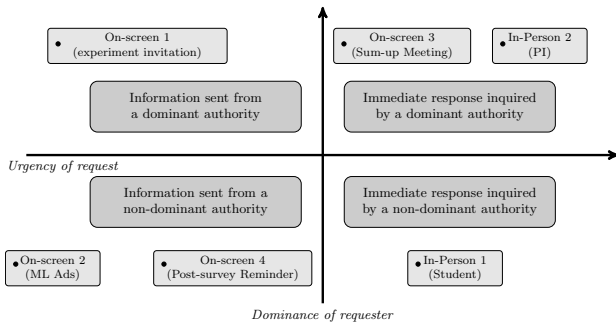 On-screen 1
(experiment invitation)
On-screen 3
(Sum-up Meeting)
In-Person 2
(PI)
Information sent from
a dominant authority
Immediate response inquired
by a dominant authority
Urgency of request
Information sent from a
non-dominant authority
Immediate response inquired
by a non-dominant authority
On-screen 2
(ML Ads)
On-screen 4
(Post-survey Reminder)
In-Person 1
(Student)
Dominance of requester